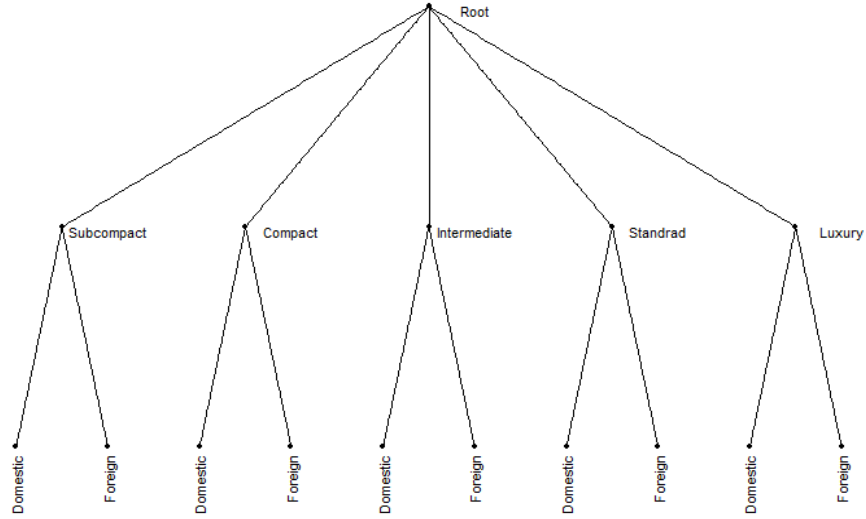 Root
Subcompact
Compact
Intermediate
Standrad
Luxury
Domestic
Foreign
Domestic
Foreign
Domestic
Foreign
Domestic
Foreign
Domestic
Foreign